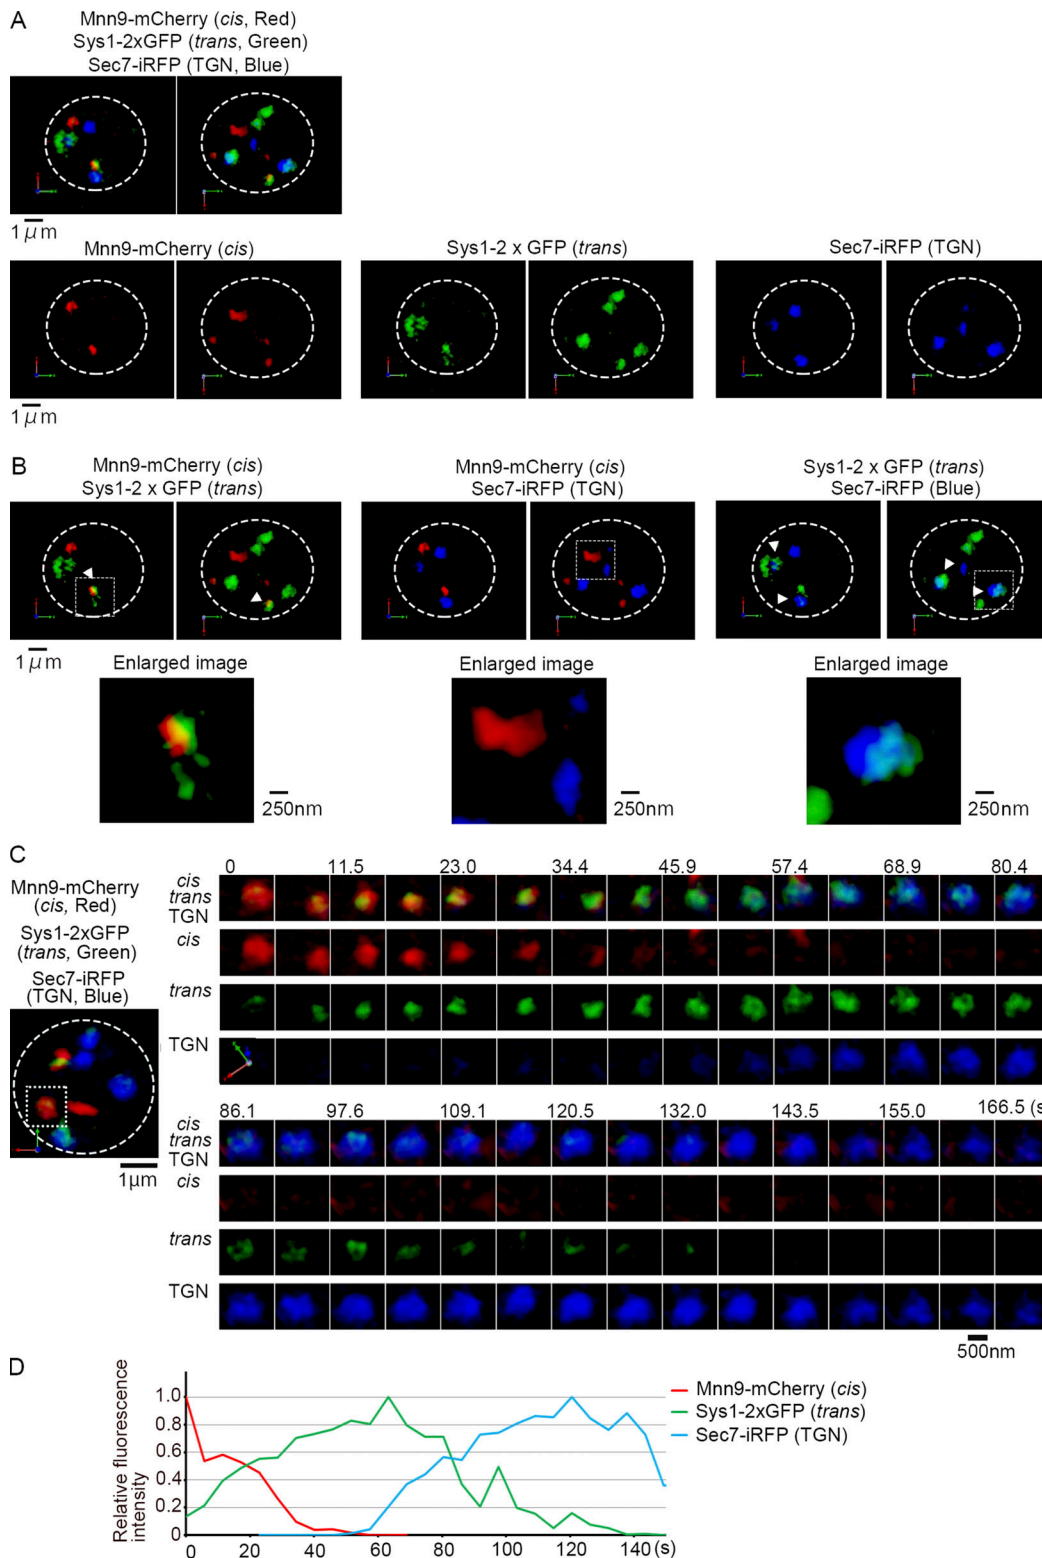 A
Mnn9-mCherry (cis, Red)
Sys1-2xGFP (trans, Green)
Sec7-iRFP (TGN, Blue)
1 μm
Mnn9-mCherry (cis)
Sys1-2 x GFP (trans)
Sec7-iRFP (TGN)
1 μm
B
Mnn9-mCherry (cis)
Sys1-2 x GFP (trans)
Mnn9-mCherry (cis)
Sec7-iRFP (TGN)
Sys1-2 x GFP (trans)
Sec7-iRFP (Blue)
1 μm
Enlarged image
Enlarged image
Enlarged image
250nm
250nm
250nm
C
Mnn9-mCherry
(cis, Red)
Sys1-2xGFP
(trans, Green)
Sec7-iRFP
(TGN, Blue)
1μm
0 11.5 23.0 34.4 45.9 57.4 68.9 80.4
cis
trans
TGN
cis
trans
TGN
86.1 97.6 109.1 120.5 132.0 143.5 155.0 166.5 (s
cis
trans
TGN
cis
trans
TGN
500nm
D
Relative fluorescence
intensity
1.0
0.8
0.6
0.4
0.2
0
0 20 40 60 80 100 120 140 (s)
Mnn9-mCherry (cis)
Sys1-2xGFP (trans)
Sec7-iRFP (TGN)